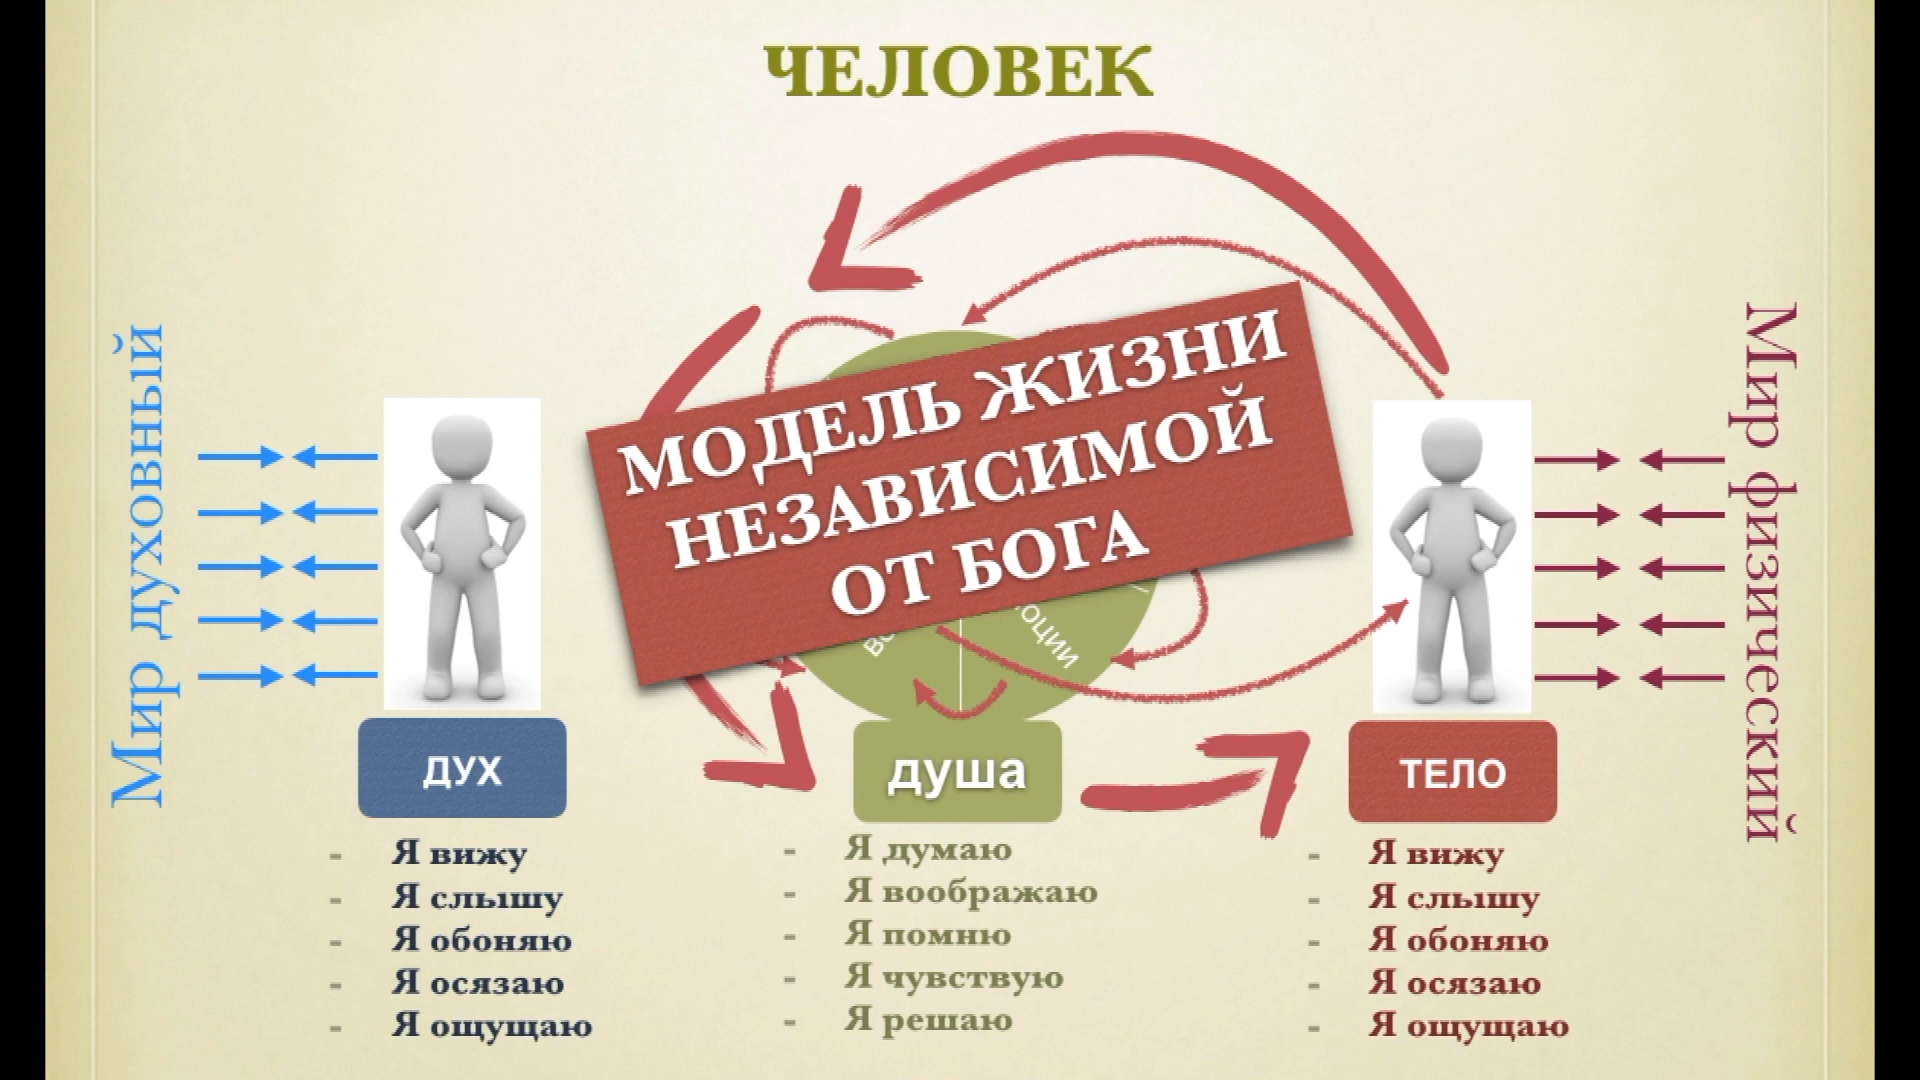 ЧЕЛОВЕК
Мир духовный
МОДЕЛЬ ЖИЗНИ
НЕЗАВИСИМОЙ
ОТ БОГА
Мир физический
ДУХ
- Я вижу
- Я слышу
- Я обоняю
- Я осязаю
- Я ощущаю
душа
- Я думаю
- Я воображаю
- Я помню
- Я чувствую
- Я решаю
ТЕЛО
- Я вижу
- Я слышу
- Я обоняю
- Я осязаю
- Я ощущаю